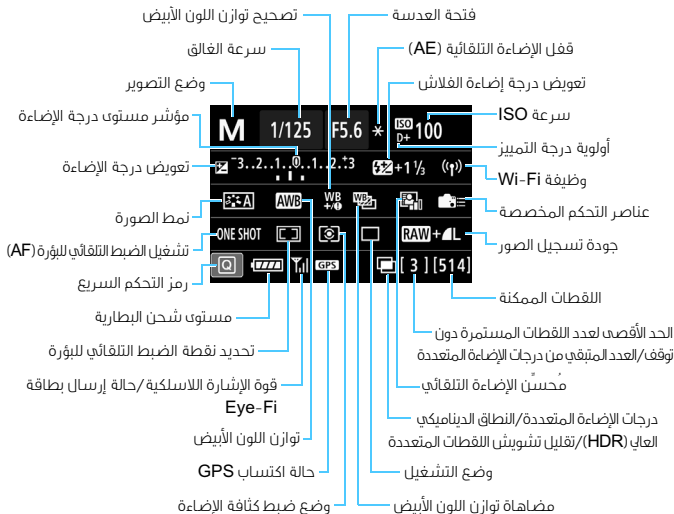 فتحة العدسة
تصحيح توازن اللون الأبيض
قفل الإضاءة التلقائية (AE)
سرعة الغالق
تعويض درجة إضاءة الفلاش
وضع التصوير
سرعة ISO
مؤشر مستوى درجة الإضاءة
أولوية درجة التمييز
تعويض درجة الإضاءة
وظيفة Wi-Fi
نمط الصورة
عناصر التحكم المخصصة
تشغيل الضبط التلقائي للبؤرة (AF)
جودة تسجيل الصور
رمز التحكم السريع
اللقطات الممكنة
مستوى شحن البطارية
الحد الأقصى لعدد اللقطات المستمرة دون
توقف/العدد المتبقي من درجات الإضاءة المتعددة
تحديد نقطة الضبط التلقائي للبؤرة
مُحسِّن الإضاءة التلقائي
قوة الإشارة اللاسلكية/حالة إرسال بطاقة
Eye-Fi
درجات الإضاءة المتعددة/النطاق الديناميكي
العالي (HDR)/تقليل تشويش اللقطات المتعددة
توازن اللون الأبيض
وضع التشغيل
حالة اكتساب GPS
مضاهاة توازن اللون الأبيض
وضع ضبط كثافة الإضاءة
M 1/125 F5.6 * ISO D+ 100
-3..2..1..0..1..2..+3 +1 1/3
A AWB WB +/- WB
ONE SHOT RAW+L
Q GPS [ 3 ] [514]